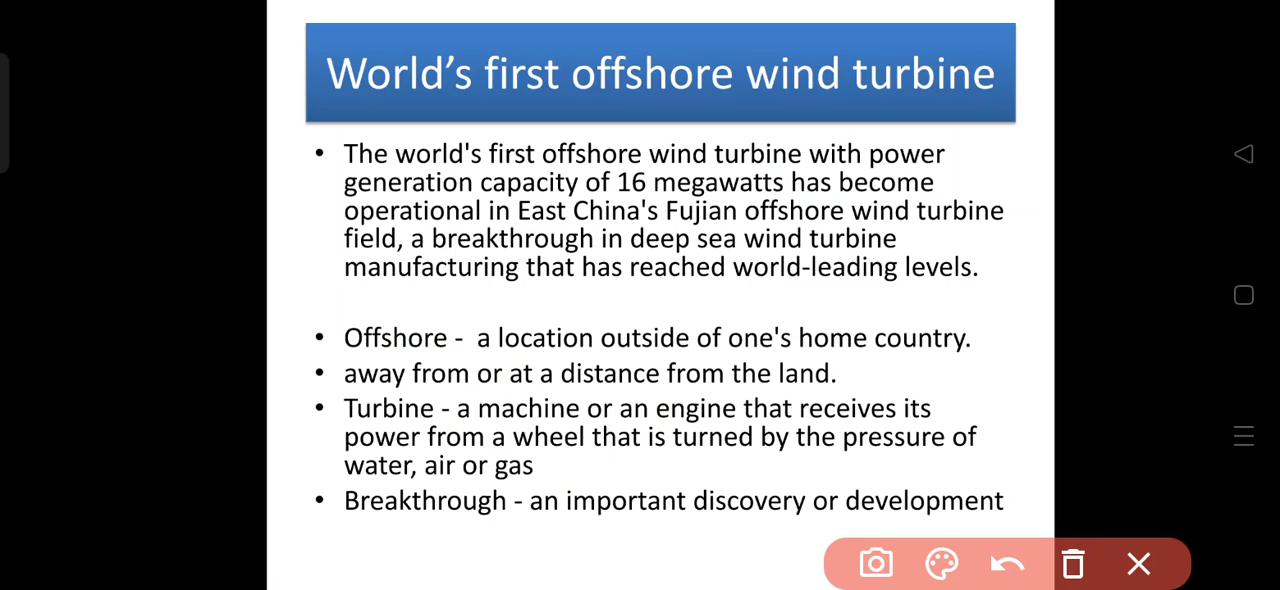 World’s first offshore wind turbine
• The world's first offshore wind turbine with power
generation capacity of 16 megawatts has become
operational in East China's Fujian offshore wind turbine
field, a breakthrough in deep sea wind turbine
manufacturing that has reached world-leading levels.
• Offshore -  a location outside of one's home country.
• away from or at a distance from the land.
• Turbine - a machine or an engine that receives its
power from a wheel that is turned by the pressure of
water, air or gas
• Breakthrough - an important discovery or development